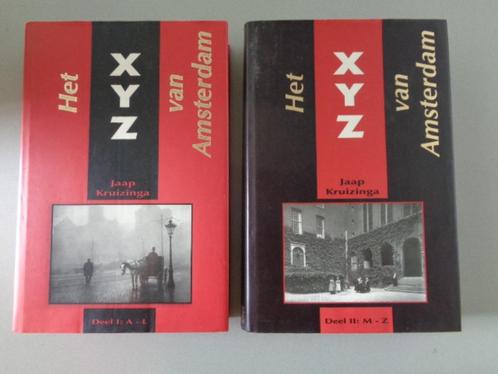 Het
XYZ
van
Amsterdam
Jaap
Kruizinga
Deel I: A - L
Het
XYZ
van
Amsterdam
Jaap
Kruizinga
Deel II: M - Z